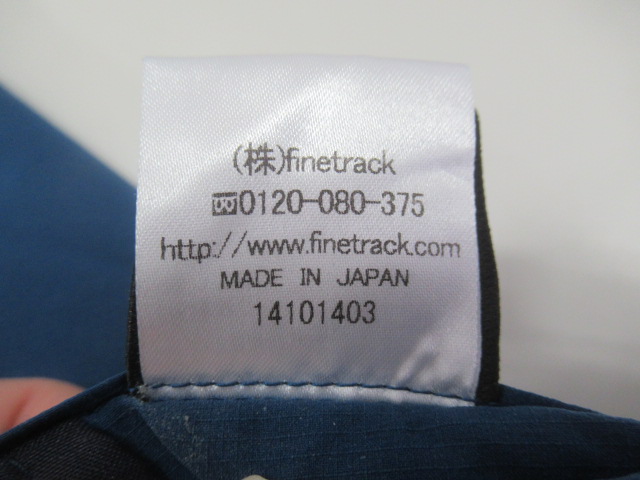 (株)finetrack
0120-080-375
http://www.finetrack.com
MADE IN JAPAN
14101403